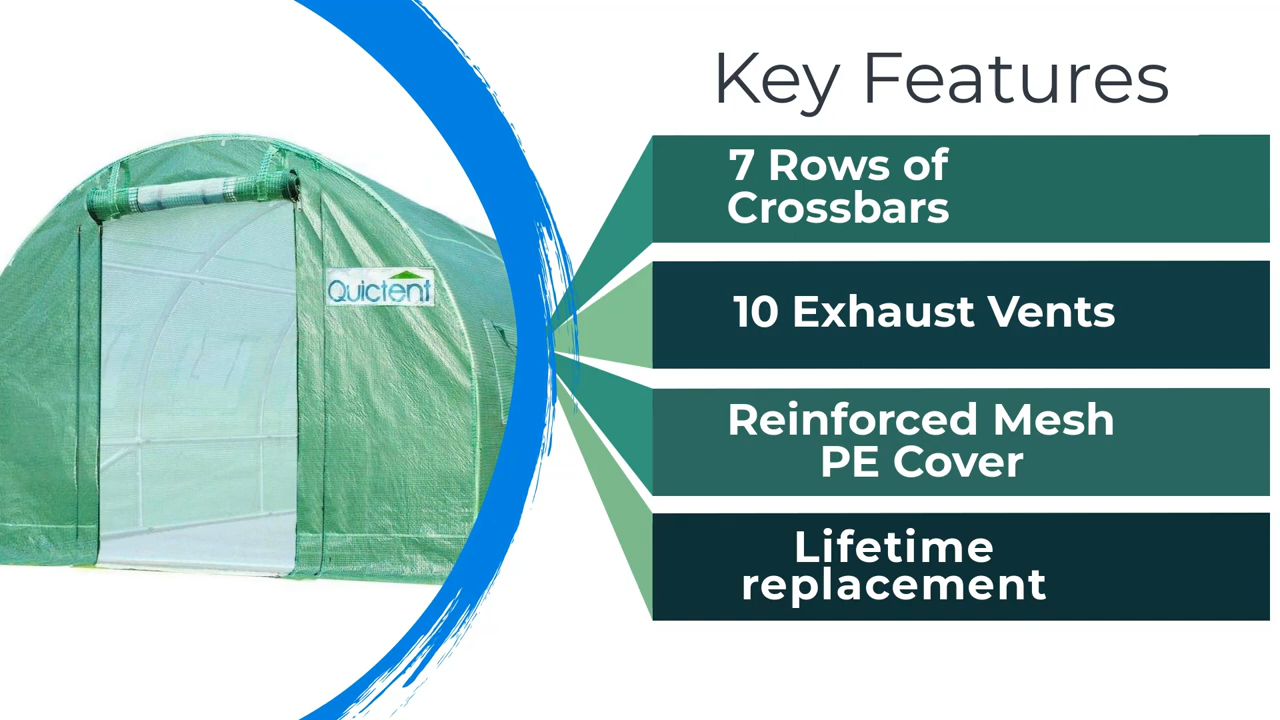 Key Features
7 Rows of
Crossbars
Quictent
10 Exhaust Vents
Reinforced Mesh
PE Cover
Lifetime
replacement